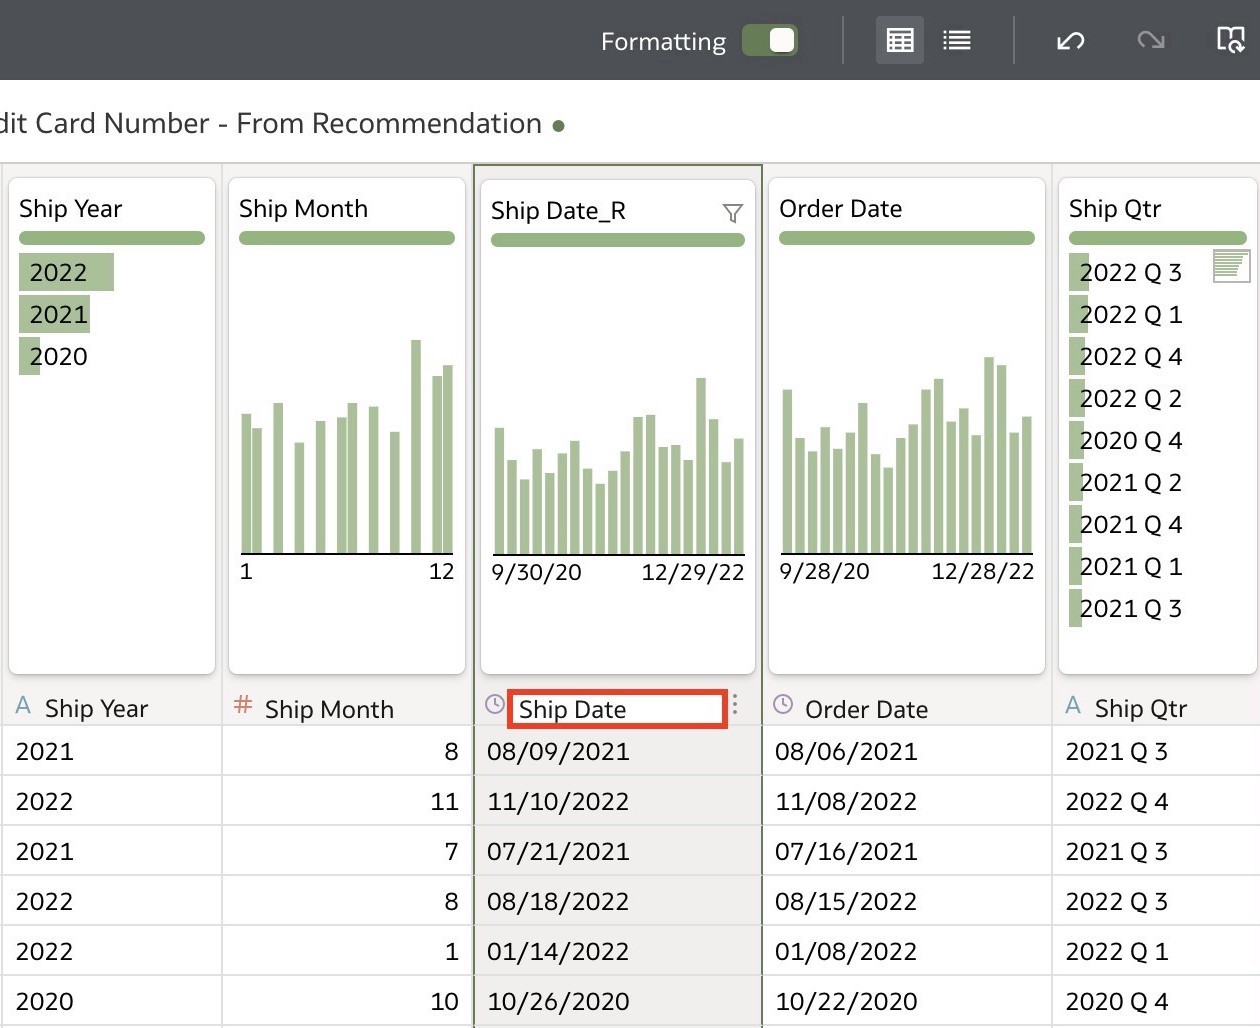 Formatting
dit Card Number - From Recommendation
Ship Year
Ship Month
Ship Date_R
Order Date
Ship Qtr
2022
2021
2020
1 12
9/30/20 12/29/22
9/28/20 12/28/22
2022 Q 3
2022 Q 1
2022 Q 4
2022 Q 2
2020 Q 4
2021 Q 2
2021 Q 4
2021 Q 1
2021 Q 3
A Ship Year # Ship Month Ship Date Order Date A Ship Qtr
2021 8 08/09/2021 08/06/2021 2021 Q 3
2022 11 11/10/2022 11/08/2022 2022 Q 4
2021 7 07/21/2021 07/16/2021 2021 Q 3
2022 8 08/18/2022 08/15/2022 2022 Q 3
2022 1 01/14/2022 01/08/2022 2022 Q 1
2020 10 10/26/2020 10/22/2020 2020 Q 4